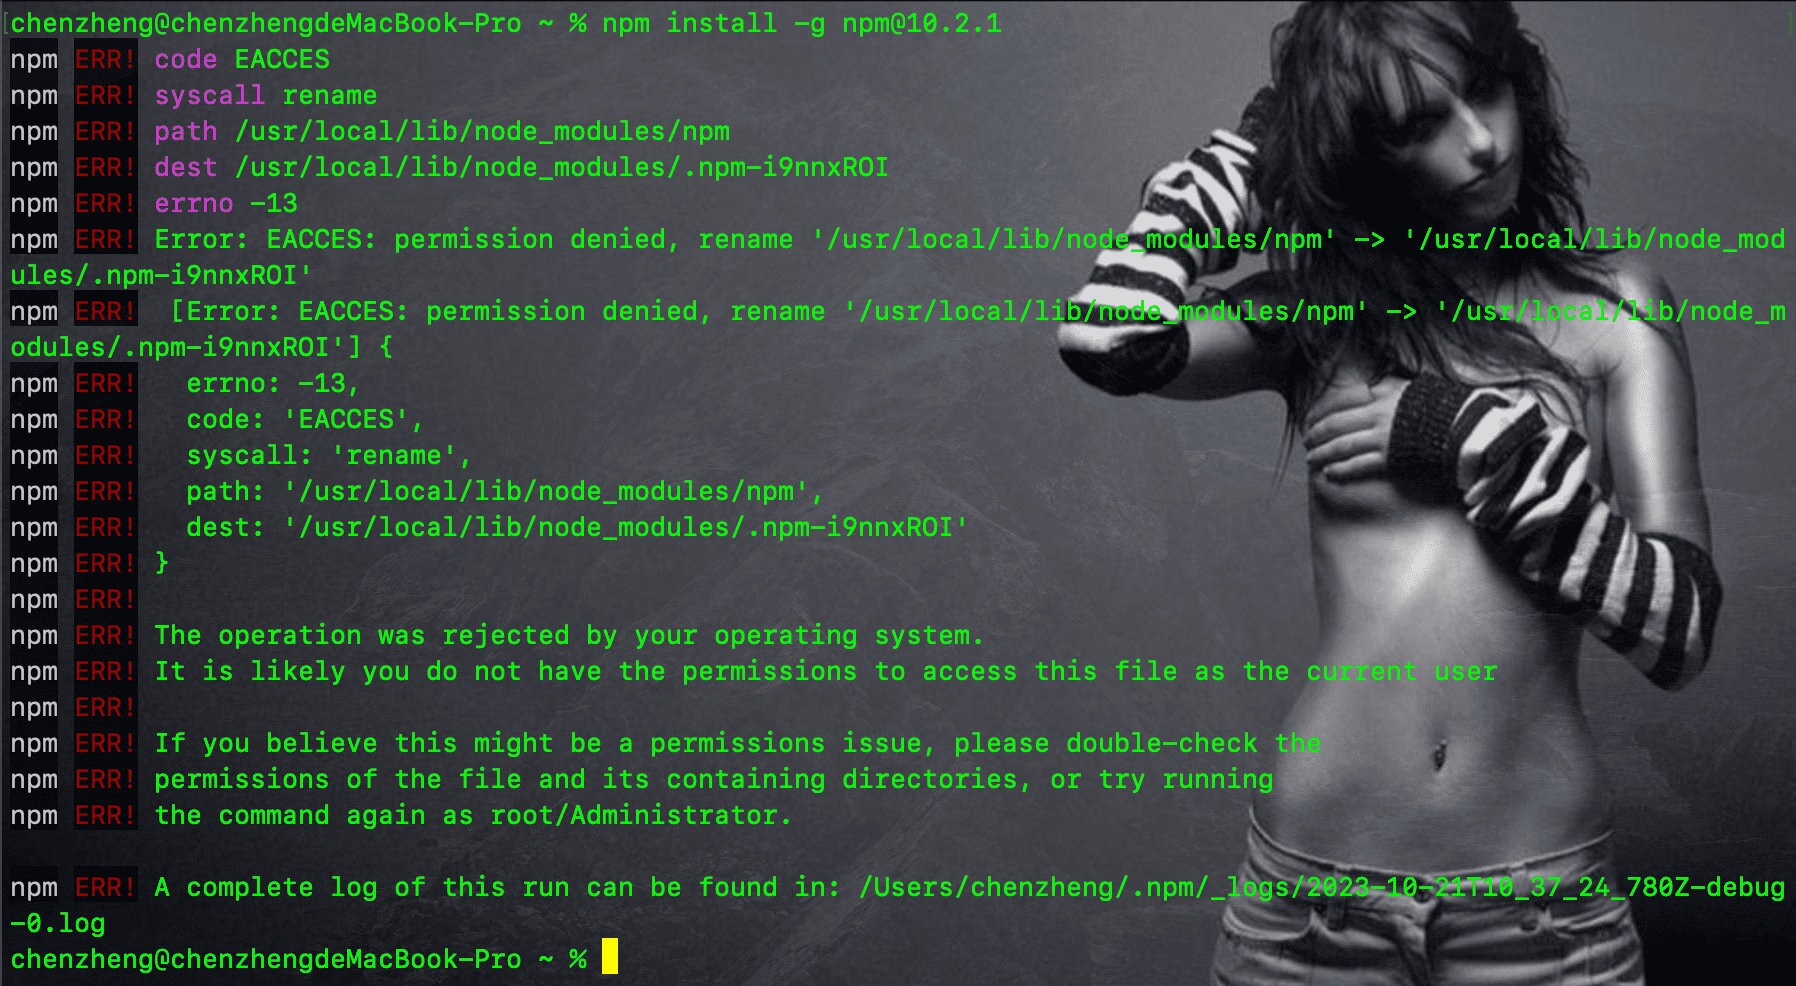 [chenzheng@chenzhengdeMacBook-Pro ~ % npm install -g npm@10.2.1
npm ERR! code EACCES
npm ERR! syscall rename
npm ERR! path /usr/local/lib/node_modules/npm
npm ERR! dest /usr/local/lib/node_modules/.npm-i9nnxROI
npm ERR! errno -13
npm ERR! Error: EACCES: permission denied, rename '/usr/local/lib/node_modules/npm' -> '/usr/local/lib/node_mod
ules/.npm-i9nnxROI'
npm ERR!  [Error: EACCES: permission denied, rename '/usr/local/lib/node_modules/npm' -> '/usr/local/lib/node_m
odules/.npm-i9nnxROI'] {
npm ERR!   errno: -13,
npm ERR!   code: 'EACCES',
npm ERR!   syscall: 'rename',
npm ERR!   path: '/usr/local/lib/node_modules/npm',
npm ERR!   dest: '/usr/local/lib/node_modules/.npm-i9nnxROI'
npm ERR! }
npm ERR!
npm ERR! The operation was rejected by your operating system.
npm ERR! It is likely you do not have the permissions to access this file as the current user
npm ERR!
npm ERR! If you believe this might be a permissions issue, please double-check the
npm ERR! permissions of the file and its containing directories, or try running
npm ERR! the command again as root/Administrator.
npm ERR! A complete log of this run can be found in: /Users/chenzheng/.npm/_logs/2023-10-21T10_37_24_780Z-debug
-0.log
chenzheng@chenzhengdeMacBook-Pro ~ %